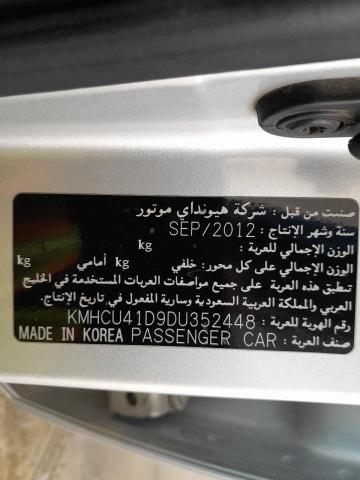 صنعت من قبل : شركة هيونداي موتور
سنة وشهر الإنتاج : SEP/2012
الوزن الإجمالي للعربة : kg
الوزن الإجمالي على كل محور: خلفي kg أمامي kg
تطبق هذه العربة على جميع مواصفات العربات المستخدمة في الخليج
العربي والمملكة العربية السعودية وسارية المفعول في تاريخ الإنتاج.
رقم الهوية للعربة : KMHCU41D9DU352448
صنف العربة : PASSENGER CAR MADE IN KOREA